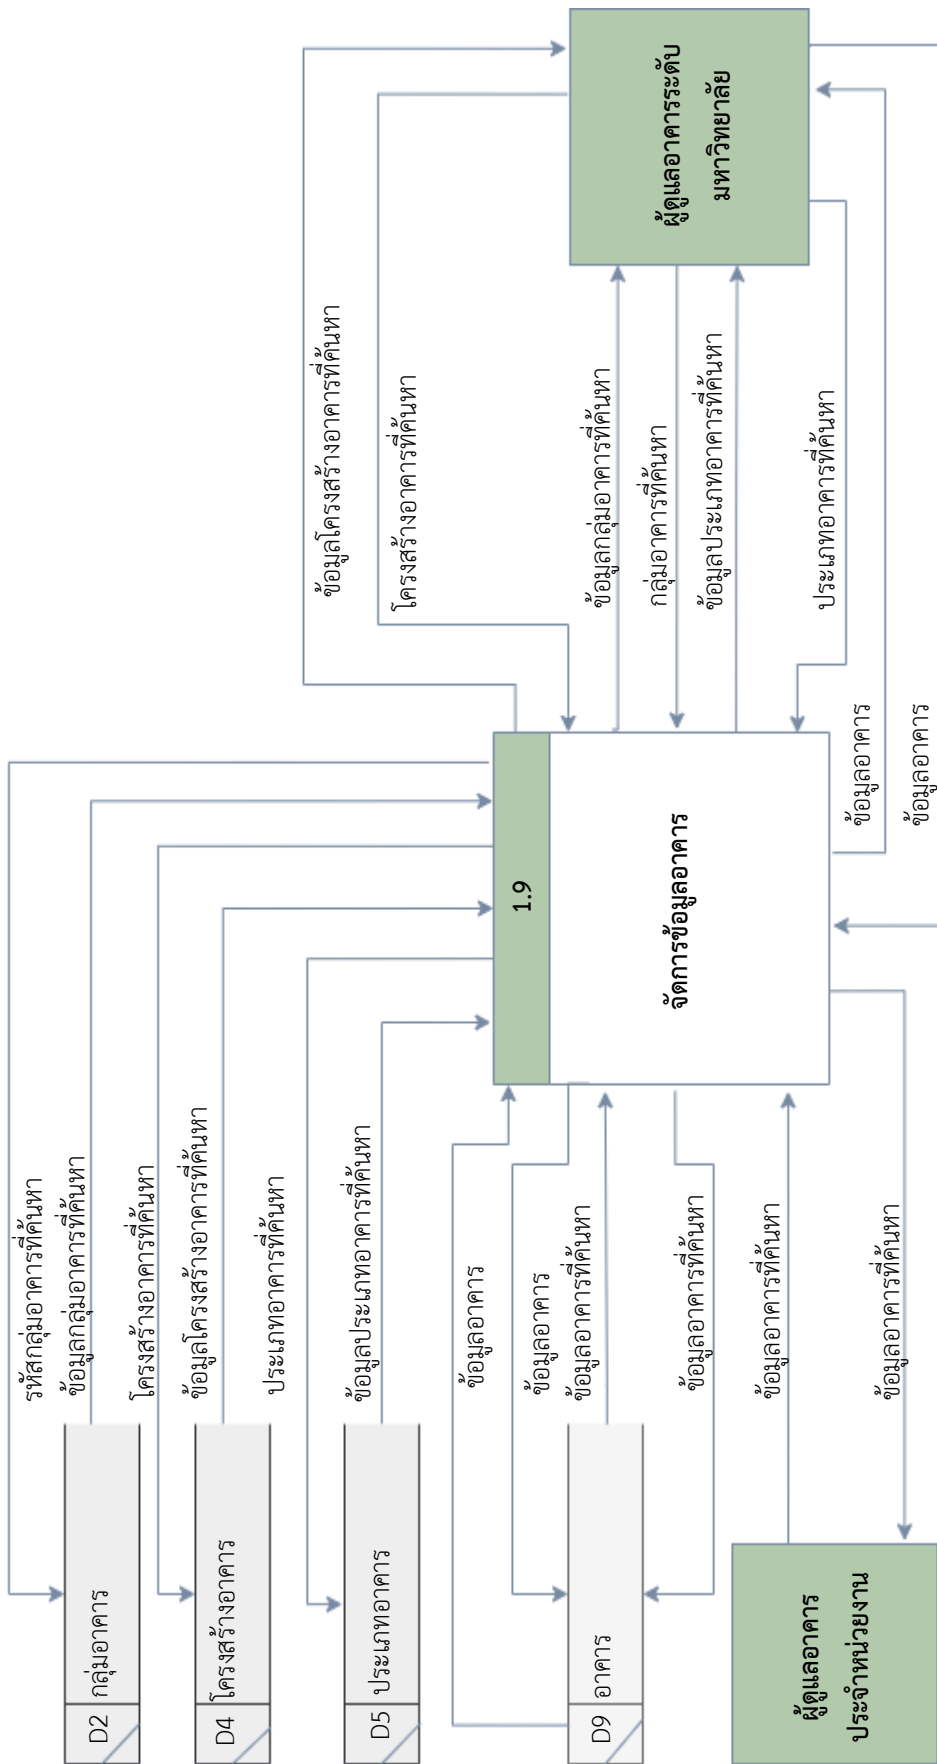 รหัสกลุ่มอาคารที่ค้นหา
D2 กลุ่มอาคาร
ข้อมูลกลุ่มอาคารที่ค้นหา
โครงสร้างอาคารที่ค้นหา
D4 โครงสร้างอาคาร
ข้อมูลโครงสร้างอาคารที่ค้นหา
ประเภทอาคารที่ค้นหา
D5 ประเภทอาคาร
ข้อมูลประเภทอาคารที่ค้นหา
ข้อมูลอาคาร
ข้อมูลอาคาร
D9 อาคาร
ข้อมูลอาคารที่ค้นหา
ข้อมูลอาคารที่ค้นหา
ข้อมูลอาคารที่ค้นหา
ผู้ดูแลอาคาร
ประจำหน่วยงาน
ข้อมูลอาคารที่ค้นหา
1.9
จัดการข้อมูลอาคาร
ข้อมูลโครงสร้างอาคารที่ค้นหา
โครงสร้างอาคารที่ค้นหา
ข้อมูลกลุ่มอาคารที่ค้นหา
กลุ่มอาคารที่ค้นหา
ข้อมูลประเภทอาคารที่ค้นหา
ประเภทอาคารที่ค้นหา
ข้อมูลอาคาร
ข้อมูลอาคาร
ผู้ดูแลอาคารระดับ
มหาวิทยาลัย